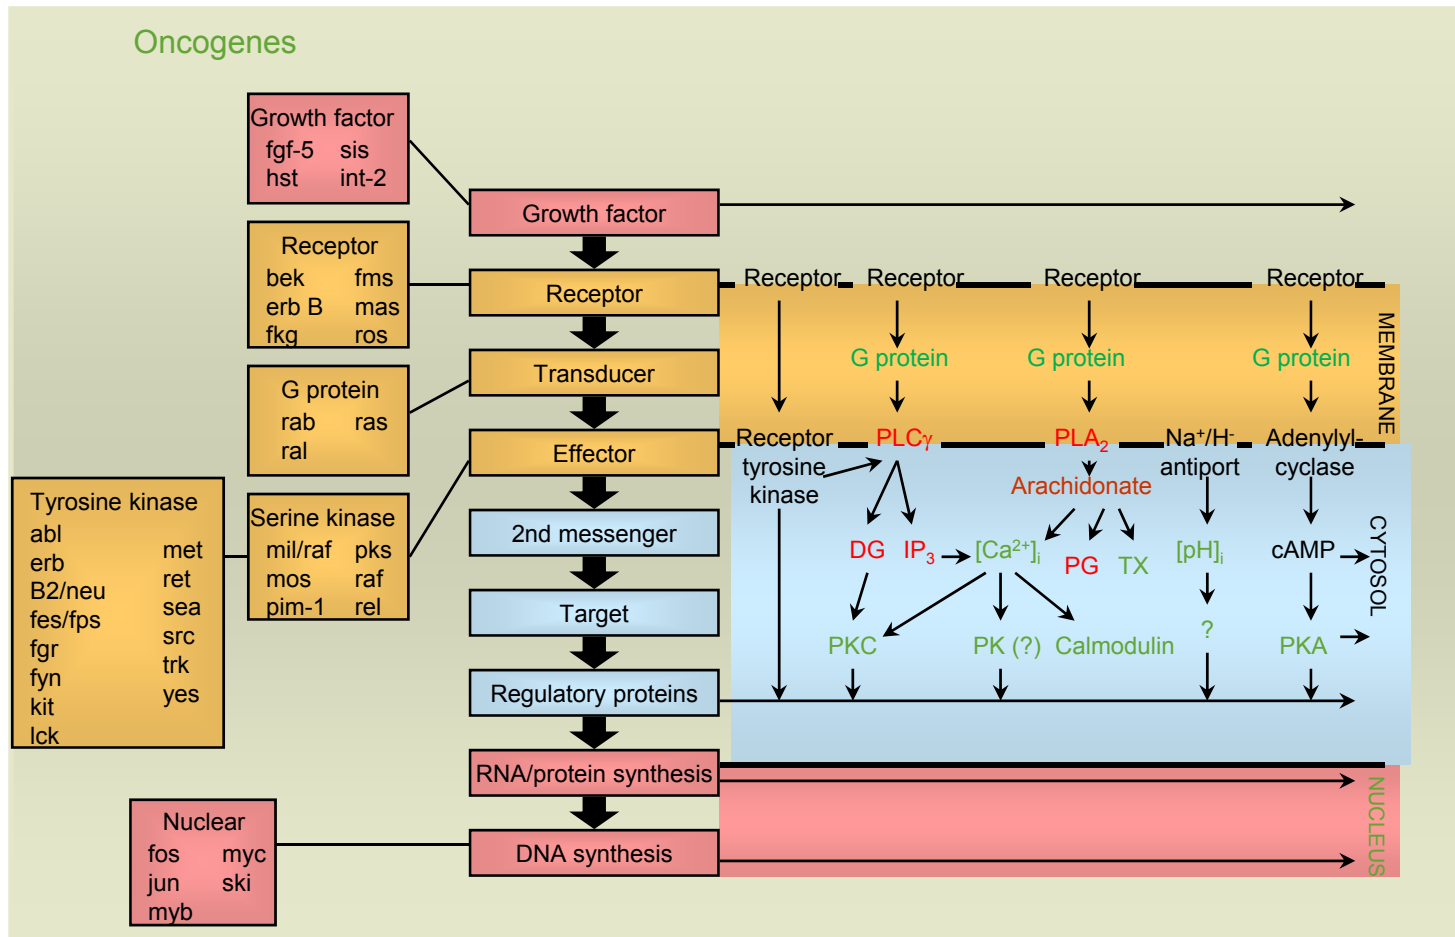 Oncogenes
Growth factor
fgf-5 sis
hst int-2
Growth factor
Receptor
bek fms
erb B mas
fkg ros
Receptor
Receptor Receptor Receptor Receptor
G protein
rab ras
ral
Transducer
G protein G protein G protein
MEMBRANE
Effector
Receptor
tyrosine
kinase
PLCγ
PLA₂
Na⁺/H⁻
antiport
Adenylyl-
cyclase
Arachidonate
Tyrosine kinase
abl
erb
B2/neu
fes/fps
fgr
fyn
kit
lck
met
ret
sea
src
trk
yes
Serine kinase
mil/raf pks
mos raf
pim-1 rel
2nd messenger
DG IP₃ [Ca²⁺]ᵢ PG TX [pH]ᵢ cAMP
CYTOSOL
Target
PKC PK (?) Calmodulin ? PKA
Regulatory proteins
RNA/protein synthesis
NUCLEUS
Nuclear
fos myc
jun ski
myb
DNA synthesis